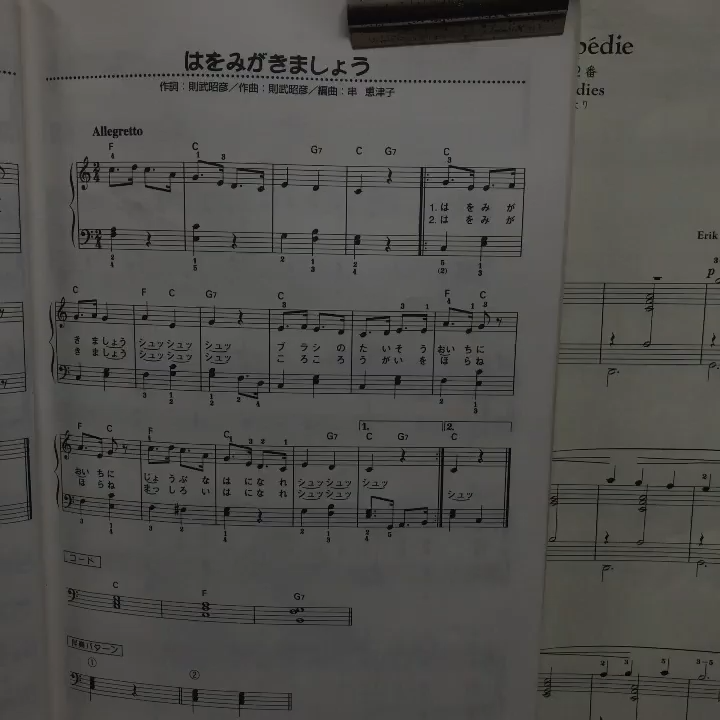 はをみがきましょう
作詞:則武昭彦/作曲:則武昭彦/編曲:串 惠津子
Allegretto
F C G7 C G7 C
1. は を み が
2. は を み が
C F C G7 C F C
き ましょう シュッ シュッ シュッ ブ ラ シ の た い そ う おい ち に
き ましょう シュッ シュッ シュッ こ ろ こ ろ う が い を ほ ら ね
F C F C G7 C G7 C
1. 2.
おい ち に じょ う ぶ な は に な れ シュッ シュッ シュッ
ほ ら ね まっ し ろ い は に な れ シュッ シュッ シュッ
コード
C F G7
伴奏パターン
① ②
pédie
2番
dies
より
Erik
p